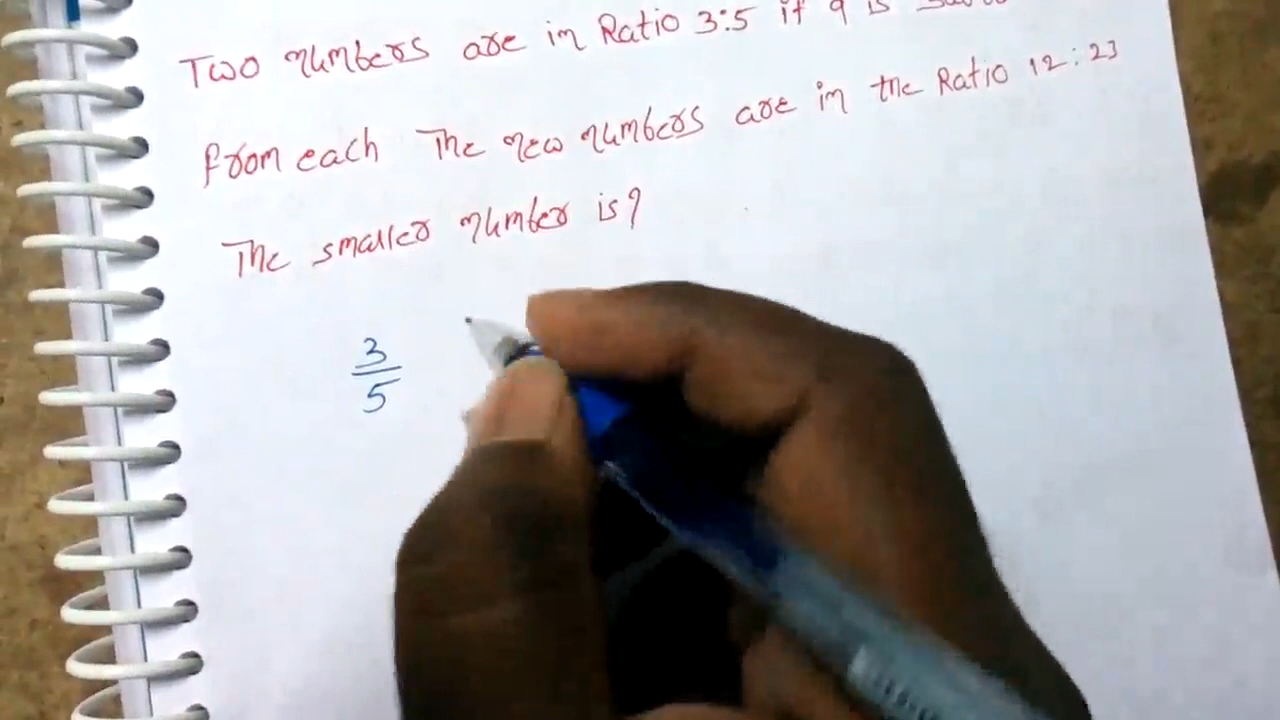 Two numbers are in Ratio 3:5 if 9 is
from each The new numbers are in the Ratio 12:23
The smaller number is?
3
5